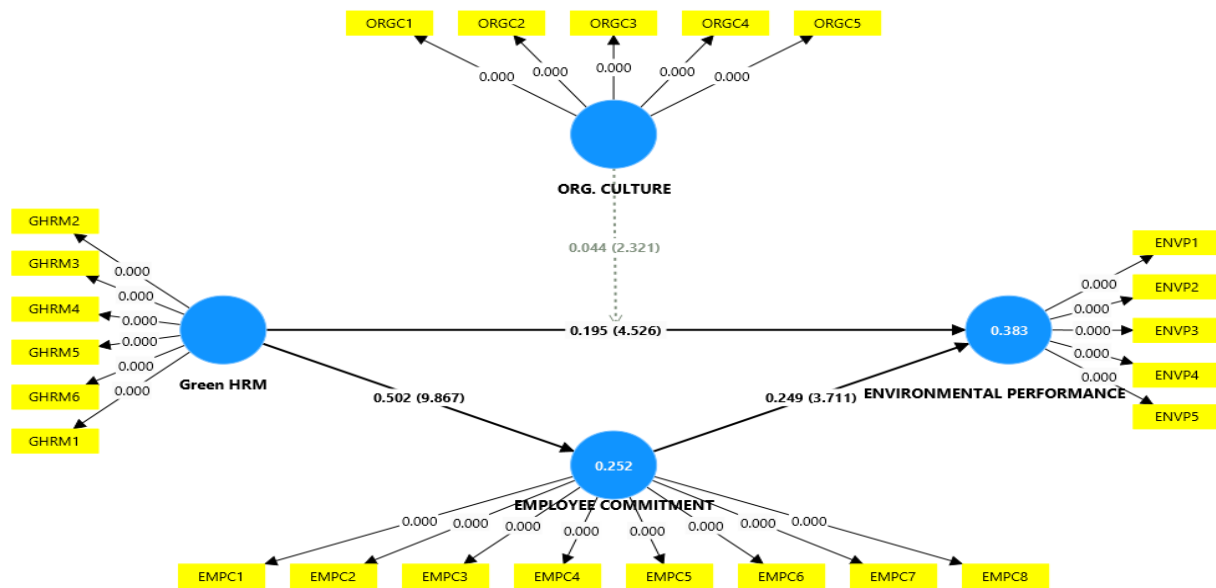 ORGC1 ORGC2 ORGC3 ORGC4 ORGC5
0.000 0.000 0.000 0.000 0.000
ORG. CULTURE
0.044 (2.321)
GHRM2
GHRM3
GHRM4
GHRM5
GHRM6
GHRM1
0.000
0.000
0.000
0.000
0.000
0.000
Green HRM
0.195 (4.526)
0.502 (9.867)
0.249 (3.711)
0.383
ENVIRONMENTAL PERFORMANCE
0.000
0.000
0.000
0.000
0.000
ENVP1
ENVP2
ENVP3
ENVP4
ENVP5
0.252
EMPLOYEE COMMITMENT
0.000 0.000 0.000 0.000 0.000 0.000 0.000 0.000
EMPC1 EMPC2 EMPC3 EMPC4 EMPC5 EMPC6 EMPC7 EMPC8